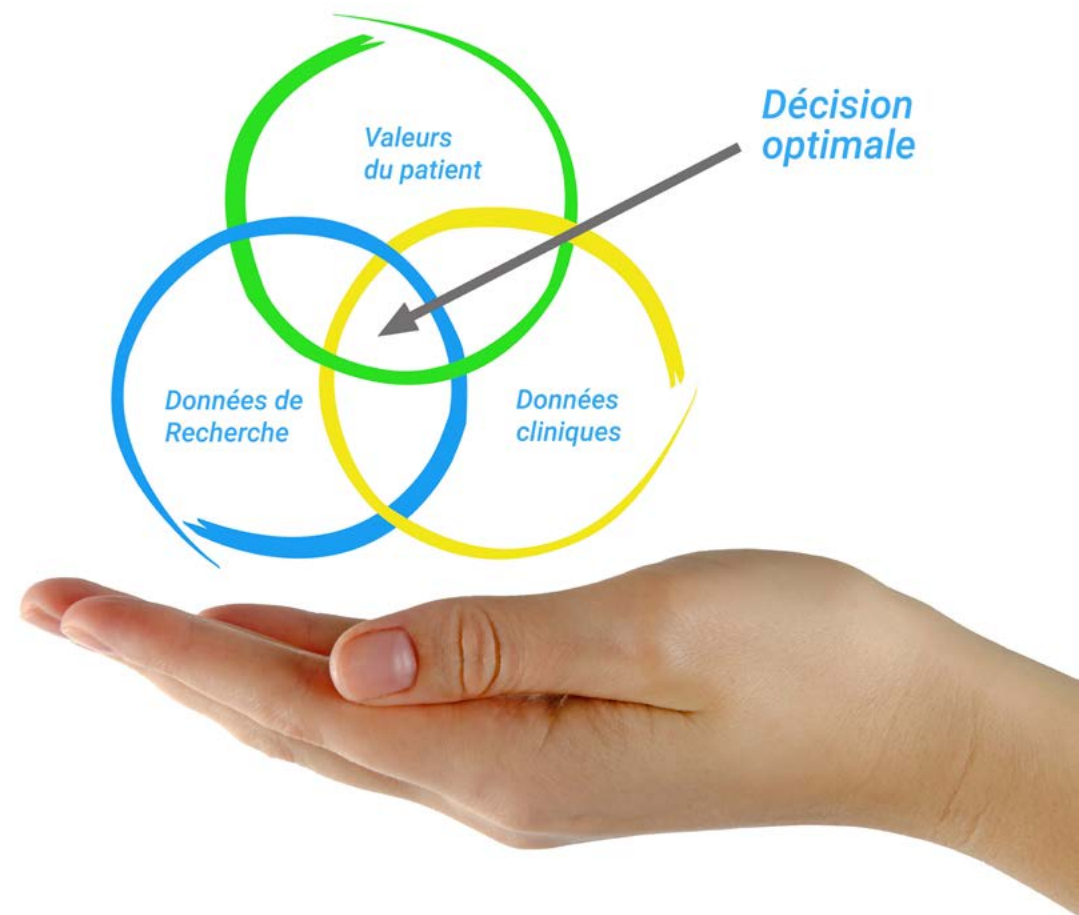 Décision
optimale
Valeurs
du patient
Données de
Recherche
Données
cliniques